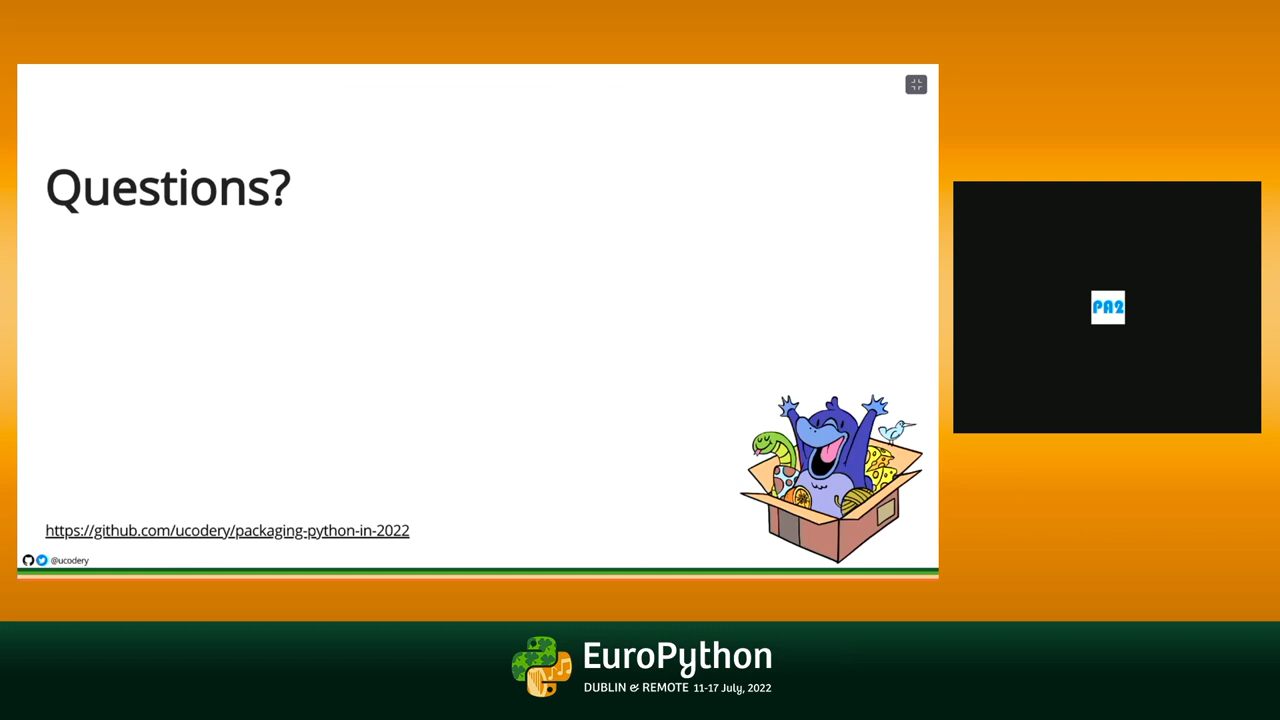 Questions?
PA2
https://github.com/ucodery/packaging-python-in-2022
@ucodery
EuroPython
DUBLIN & REMOTE 11-17 July, 2022